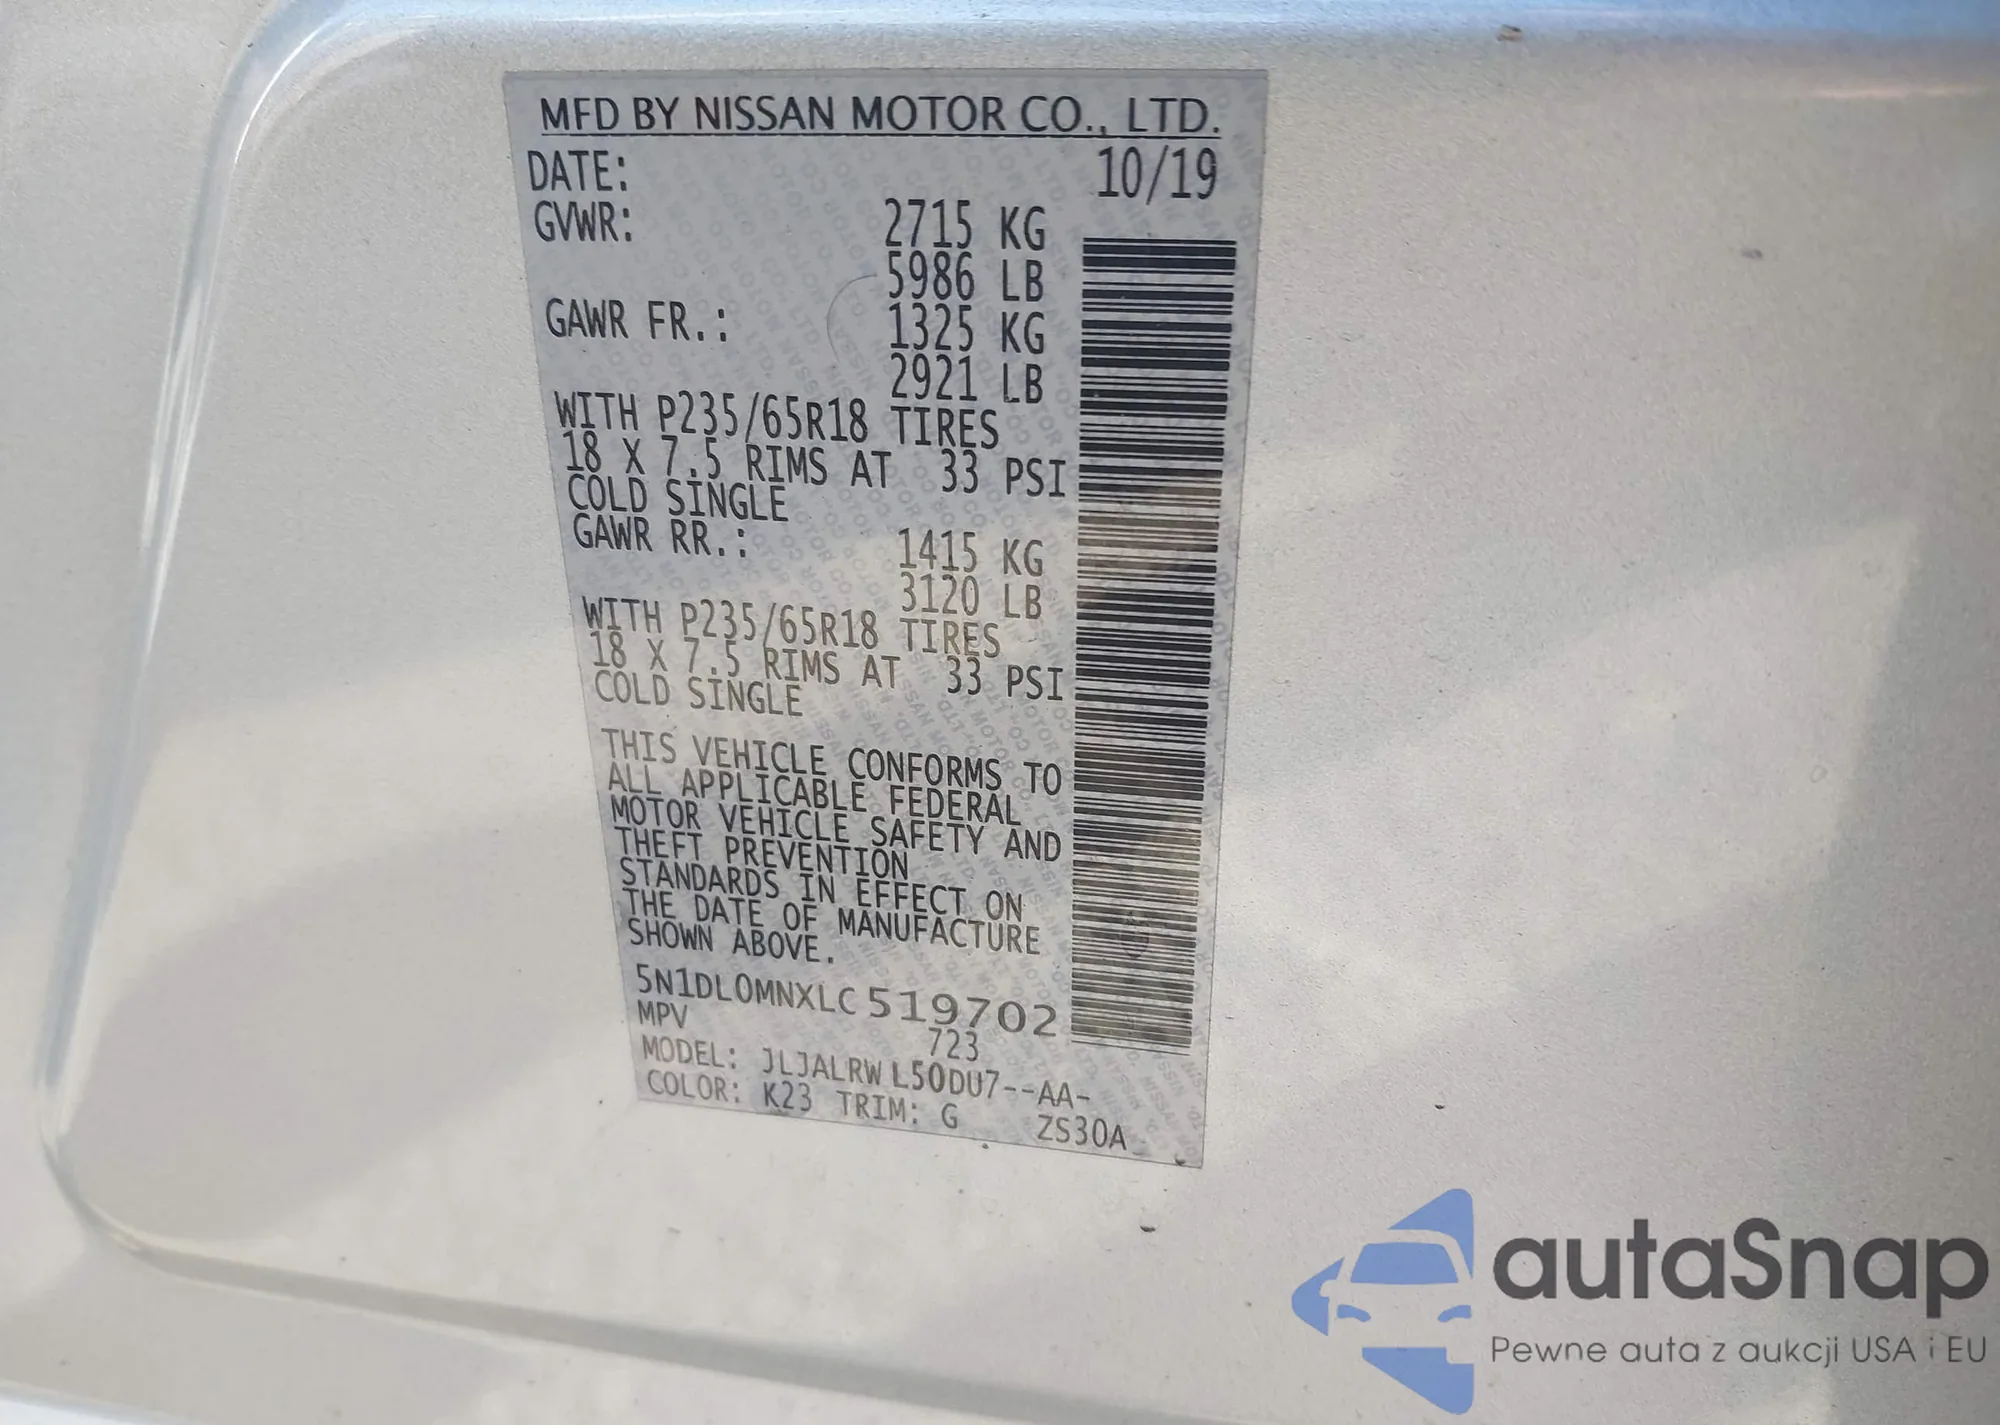 MFD BY NISSAN MOTOR CO., LTD.
DATE: 10/19
GVWR: 2715 KG
5986 LB
GAWR FR.: 1325 KG
2921 LB
WITH P235/65R18 TIRES
18 X 7.5 RIMS AT 33 PSI
COLD SINGLE
GAWR RR.: 1415 KG
3120 LB
WITH P235/65R18 TIRES
18 X 7.5 RIMS AT 33 PSI
COLD SINGLE
THIS VEHICLE CONFORMS TO
ALL APPLICABLE FEDERAL
MOTOR VEHICLE SAFETY AND
THEFT PREVENTION
STANDARDS IN EFFECT ON
THE DATE OF MANUFACTURE
SHOWN ABOVE.
5N1DL0MNXLC519702
MPV 723
MODEL: JLJALRWL50DU7--AA-
COLOR: K23 TRIM: G ZS30A
autaSnap
Pewne auta z aukcji USA i EU